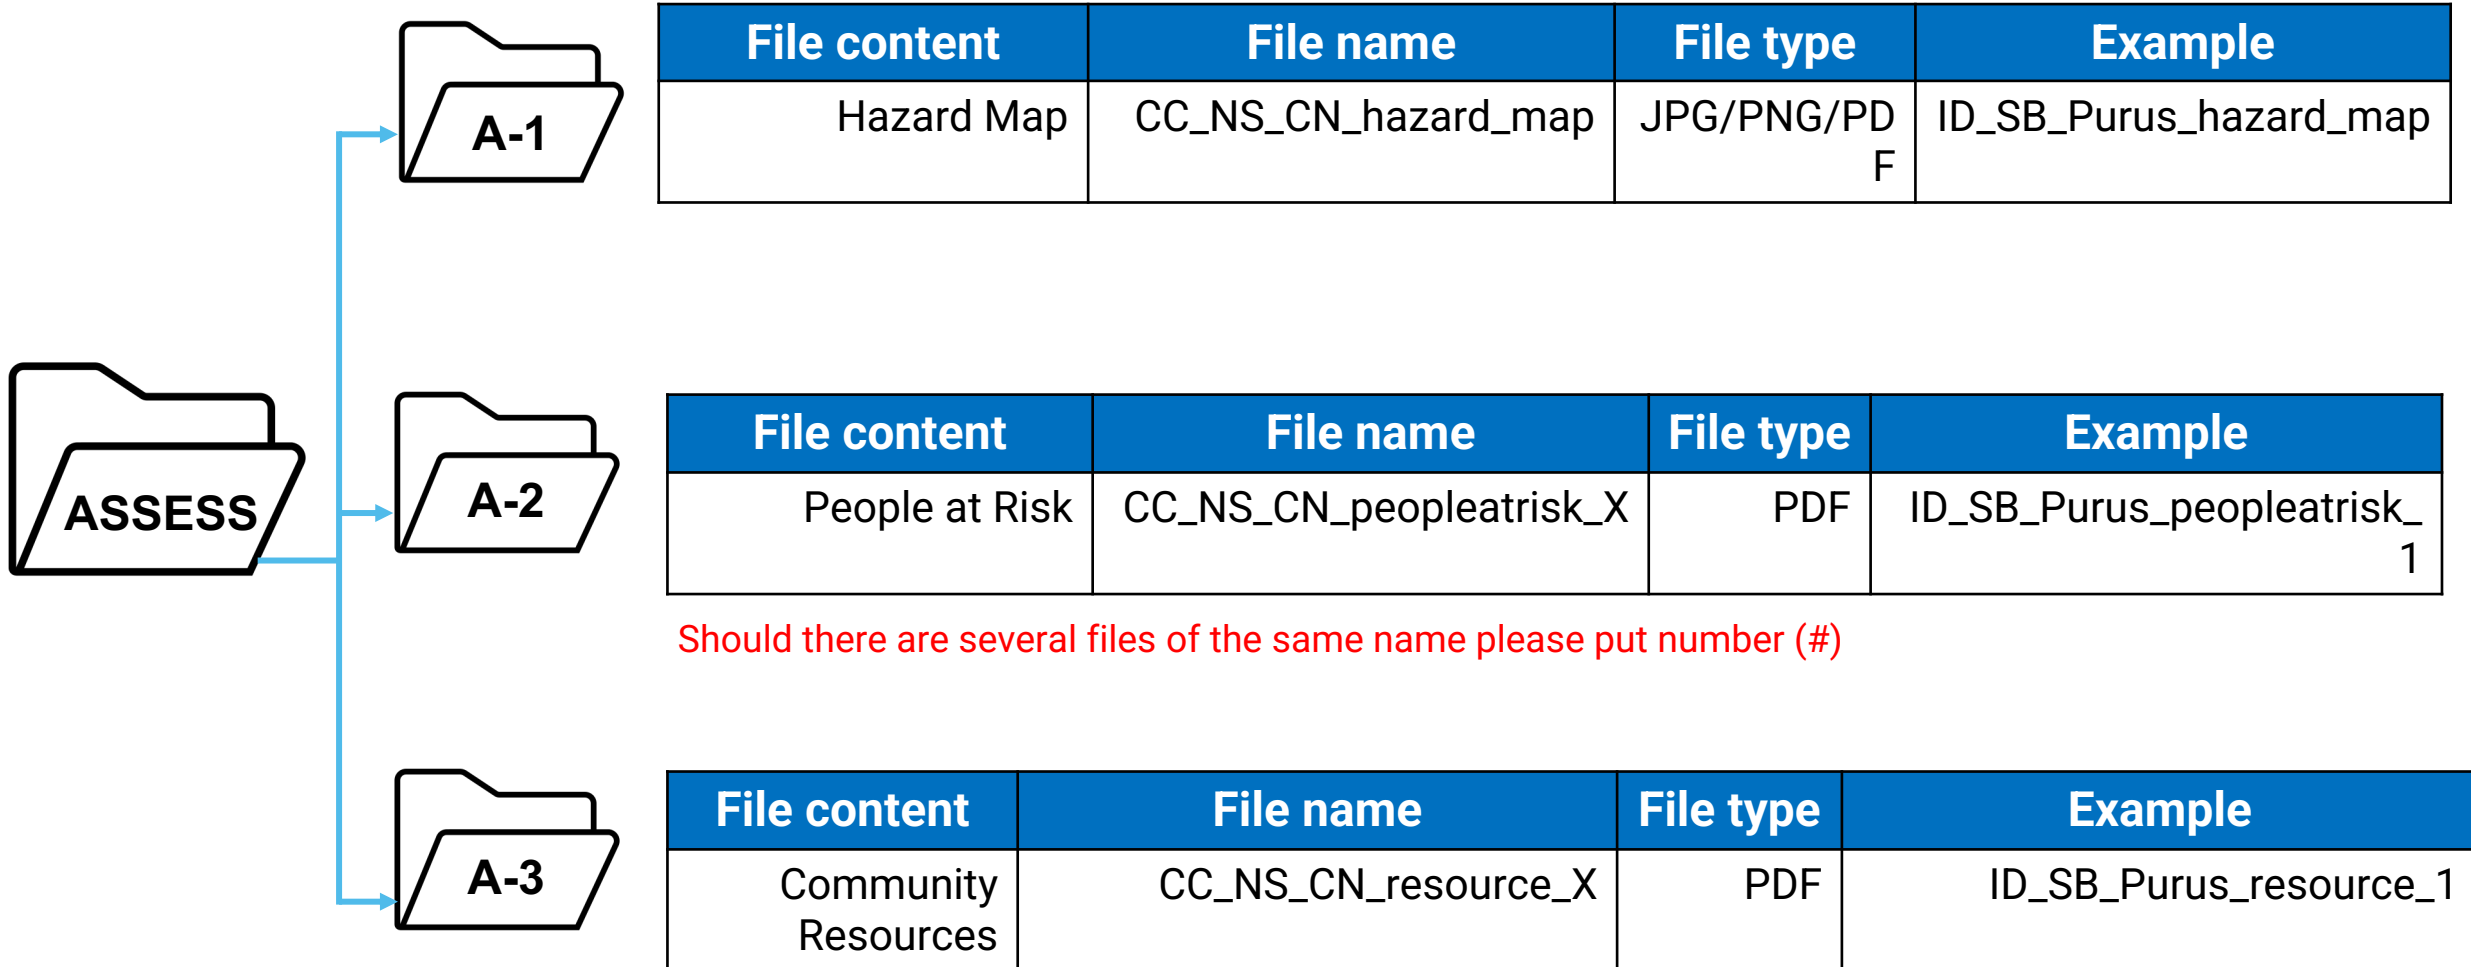 File content File name File type Example
A-1
Hazard Map CC_NS_CN_hazard_map JPG/PNG/PD ID_SB_Purus_hazard_map
F
ASSESS
A-2
File content File name File type Example
People at Risk CC_NS_CN_peopleatrisk_X PDF ID_SB_Purus_peopleatrisk_
1
Should there are several files of the same name please put number (#)
A-3
File content File name File type Example
Community CC_NS_CN_resource_X PDF ID_SB_Purus_resource_1
Resources